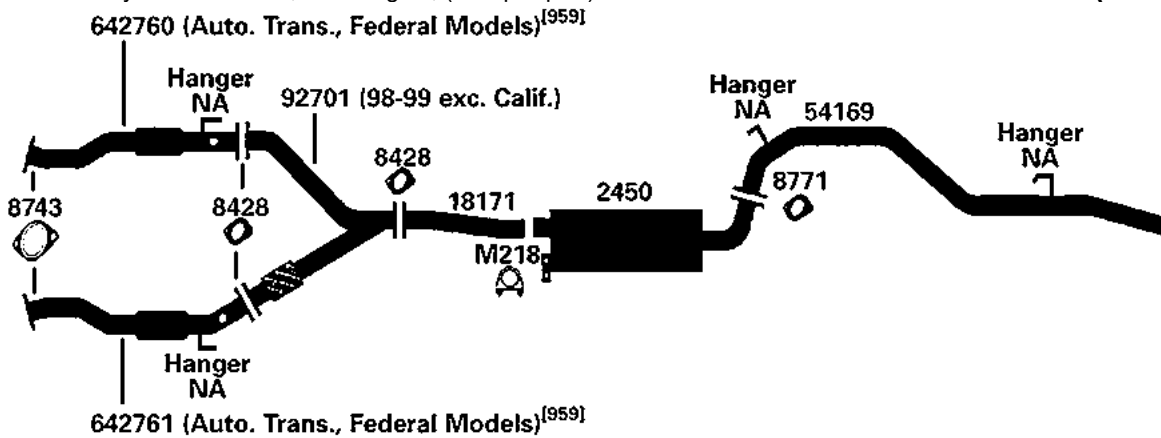 642760 (Auto. Trans., Federal Models)[959]
Hanger
NA
92701 (98-99 exc. Calif.)
Hanger
NA
54169
Hanger
NA
8743
8428
8428
18171
2450
8771
M218
Hanger
NA
642761 (Auto. Trans., Federal Models)[959]